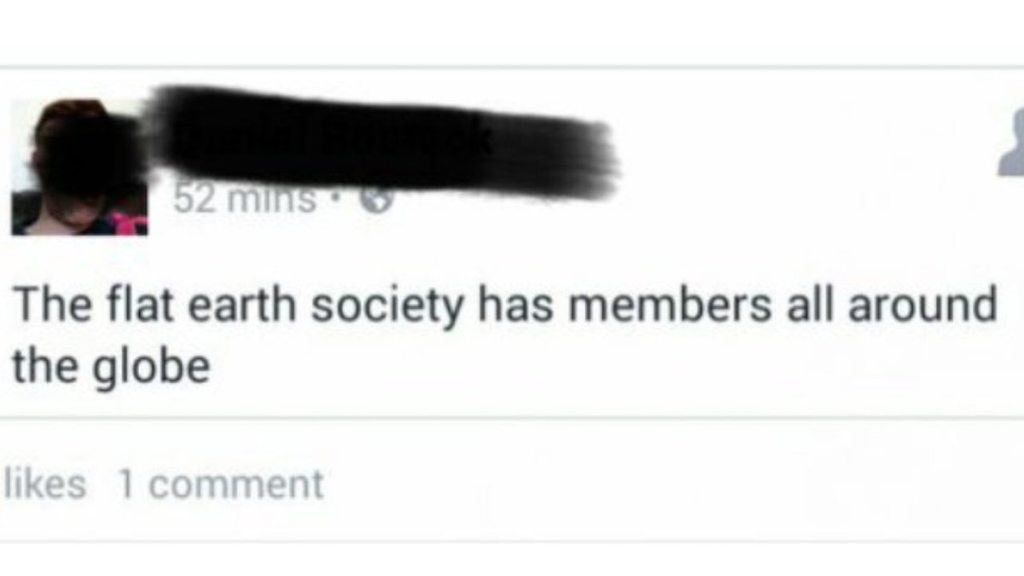 52 mins
The flat earth society has members all around
the globe
likes 1 comment